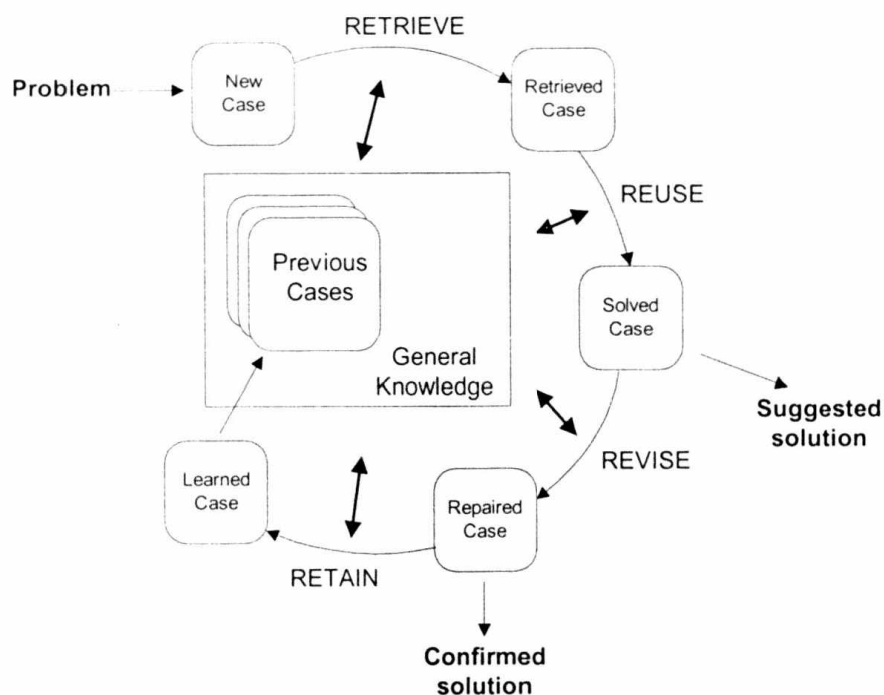 RETRIEVE
Problem
New
Case
Retrieved
Case
REUSE
Previous
Cases
Solved
Case
General
Knowledge
Suggested
solution
REVISE
Learned
Case
Repaired
Case
RETAIN
Confirmed
solution